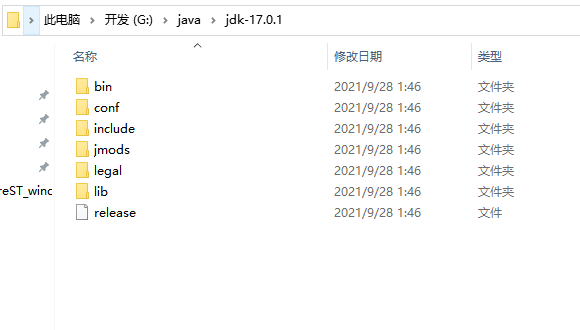 此电脑 > 开发 (G:) > java > jdk-17.0.1
名称 修改日期 类型
bin 2021/9/28 1:46 文件夹
conf 2021/9/28 1:46 文件夹
include 2021/9/28 1:46 文件夹
jmods 2021/9/28 1:46 文件夹
legal 2021/9/28 1:46 文件夹
reST_winc lib 2021/9/28 1:46 文件夹
release 2021/9/28 1:46 文件